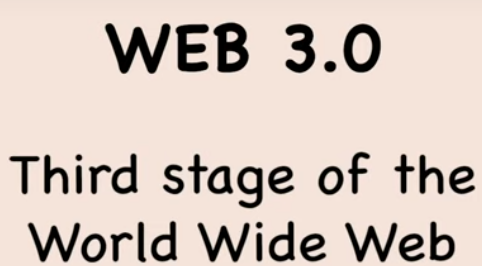 WEB 3.0
Third stage of the
World Wide Web